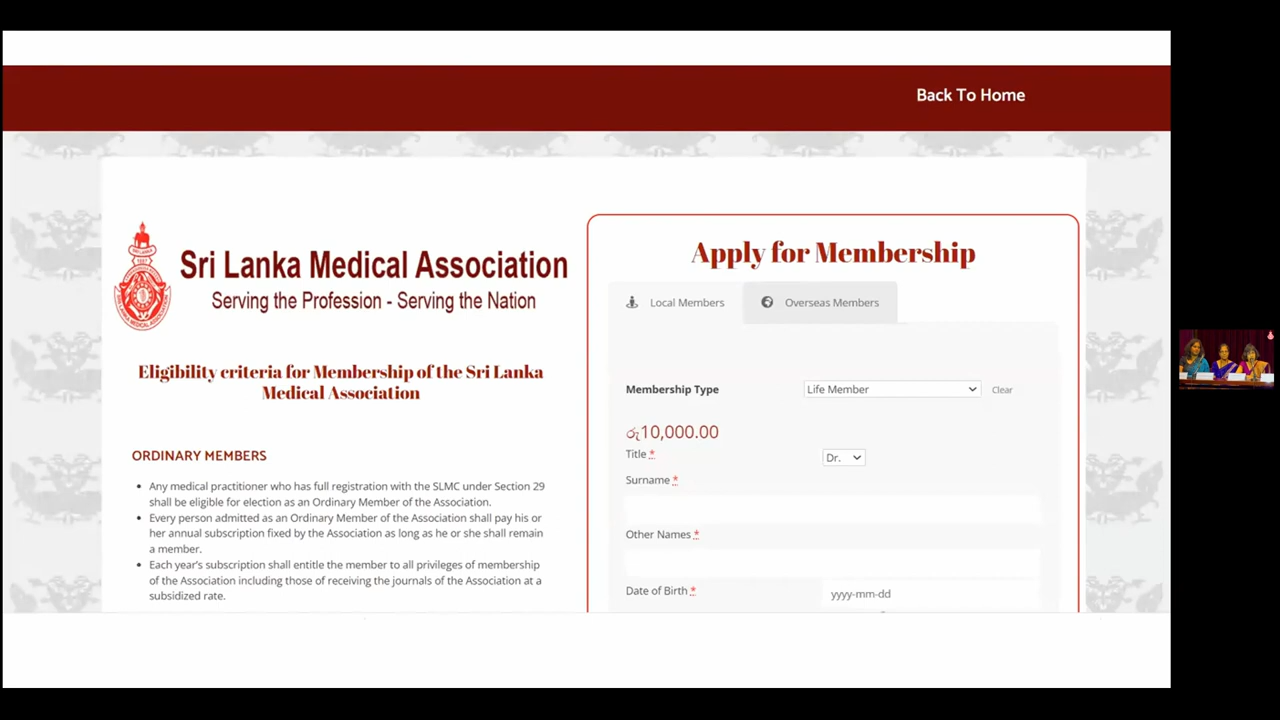 Back To Home
Sri Lanka Medical Association
Serving the Profession - Serving the Nation
Eligibility criteria for Membership of the Sri Lanka
Medical Association
ORDINARY MEMBERS
Any medical practitioner who has full registration with the SLMC under Section 29
shall be eligible for election as an Ordinary Member of the Association.
Every person admitted as an Ordinary Member of the Association shall pay his or
her annual subscription fixed by the Association as long as he or she shall remain
a member.
Each year's subscription shall entitle the member to all privileges of membership
of the Association including those of receiving the journals of the Association at a
subsidized rate.
Apply for Membership
Local Members
Overseas Members
Membership Type
Life Member
Clear
රු10,000.00
Title *
Dr.
Surname *
Other Names *
Date of Birth *
yyyy-mm-dd